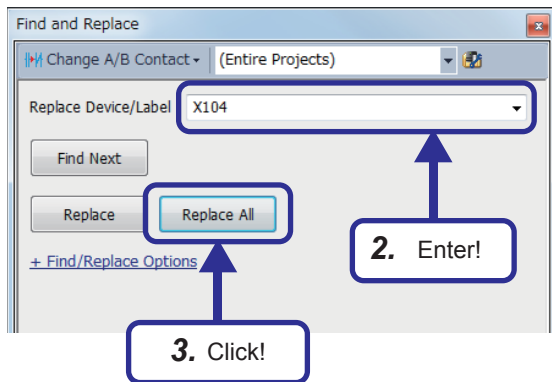 Find and Replace
Change A/B Contact (Entire Projects)
Replace Device/Label X104
Find Next
Replace Replace All
+ Find/Replace Options
2. Enter!
3. Click!